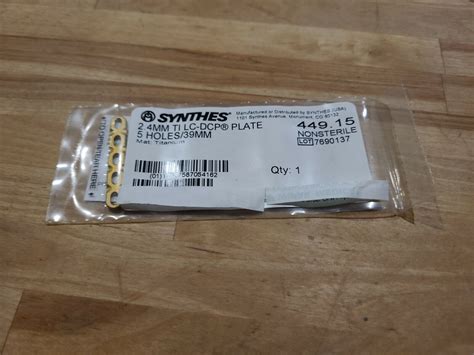 SYNTHES®
Manufactured or Distributed by SYNTHES (USA)
1101 Synthes Avenue, Monument, CO 80132
2.4MM TI LC-DCP® PLATE
5 HOLES/39MM
Mat: Titanium
449.15
NONSTERILE
LOT 7690137
Qty: 1
(01) 587054162